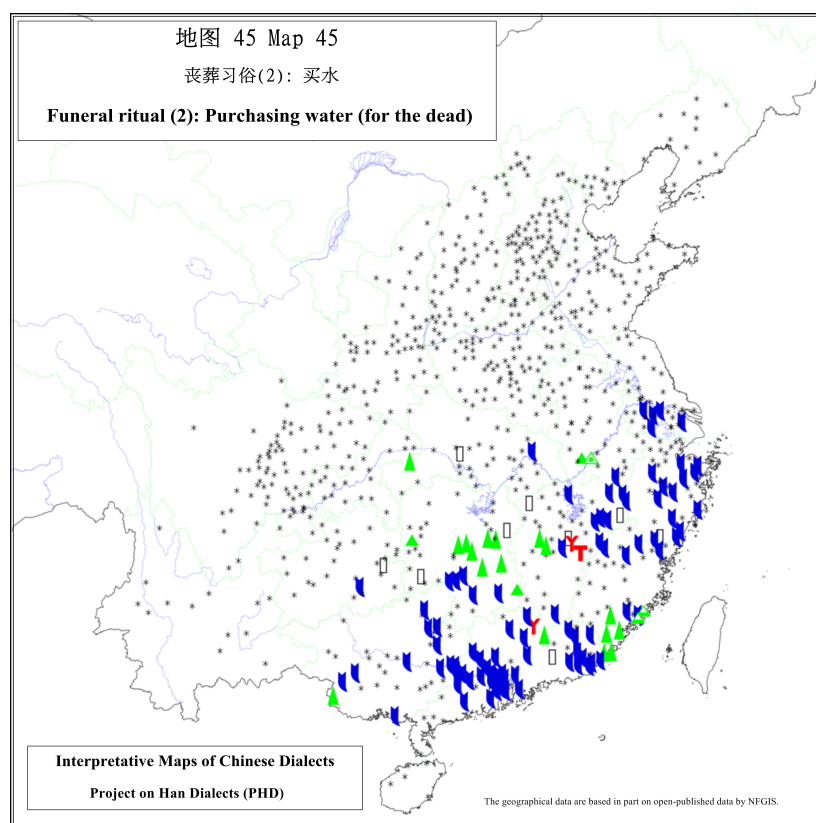 地图 45 Map 45
丧葬习俗(2): 买水
Funeral ritual (2): Purchasing water (for the dead)
Interpretative Maps of Chinese Dialects
Project on Han Dialects (PHD)
The geographical data are based in part on open-published data by NFGIS.